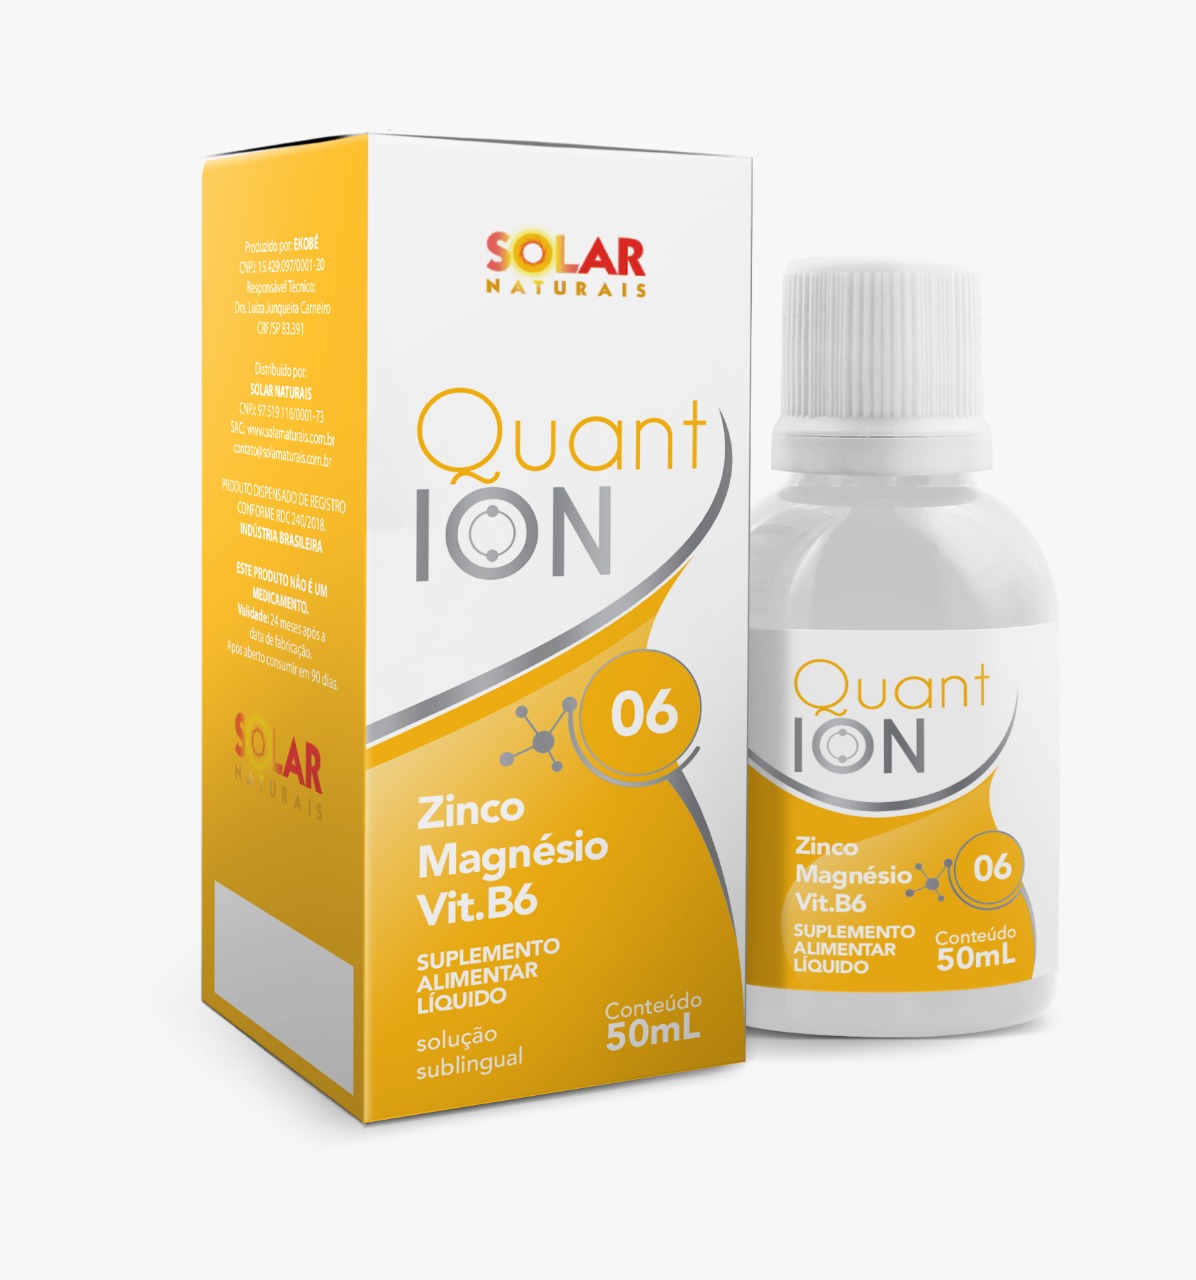 Produzido por: EKOBÉ
CNPJ: 15.429.097/0001-20
Responsável Técnico:
Dra. Luiza Junqueira Carneiro
CRF/SP 83.391
Distribuído por:
SOLAR NATURAIS
CNPJ: 97.519.116/0001-73
SAC: www.solarnaturais.com.br
contato@solarnaturais.com.br
PRODUTO DISPENSADO DE REGISTRO
CONFORME RDC 240/2018.
INDÚSTRIA BRASILEIRA
ESTE PRODUTO NÃO É UM
MEDICAMENTO.
Validade: 24 meses após a
data de fabricação.
Após aberto consumir em 90 dias.
SOLAR
NATURAIS
SOLAR
NATURAIS
Quant
ION
06
Zinco
Magnésio
Vit.B6
SUPLEMENTO
ALIMENTAR
LÍQUIDO
solução
sublingual
Conteúdo
50mL
Quant
ION
Zinco
Magnésio
Vit.B6
06
SUPLEMENTO
ALIMENTAR
LÍQUIDO
Conteúdo
50mL